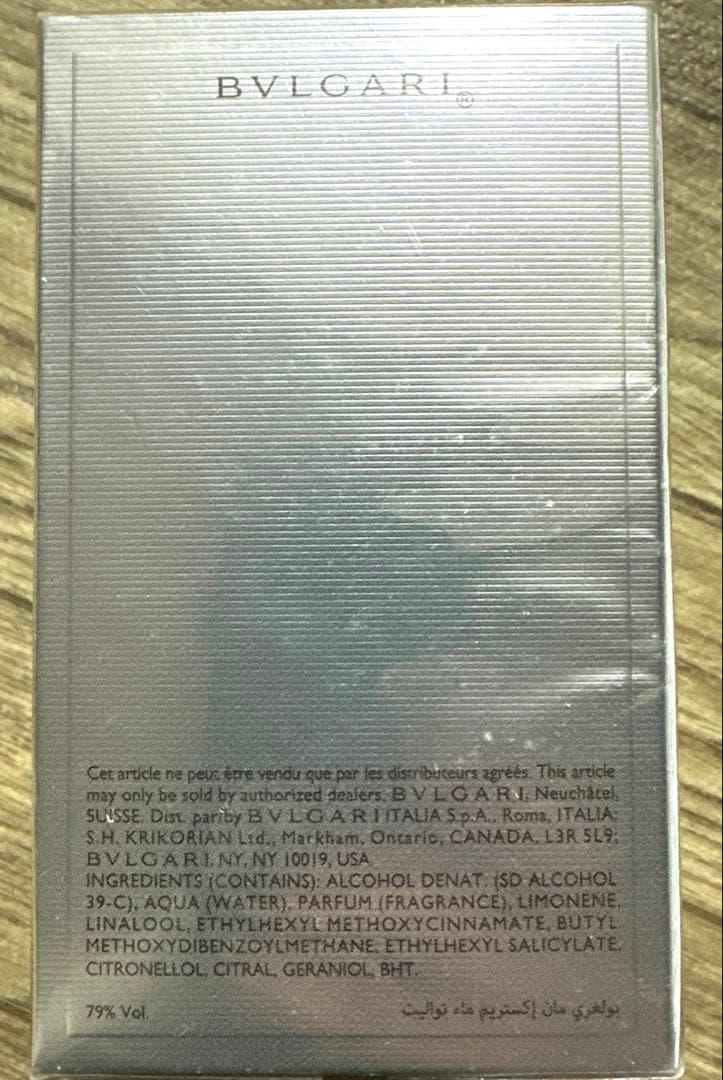 BVLGARI®
Cet article ne peut être vendu que par les distributeurs agréés. This article
may only be sold by authorized dealers. BVLGARI, Neuchâtel,
SUISSE. Dist. par/by BVLGARI ITALIA S.p.A., Roma, ITALIA;
S.H. KRIKORIAN Ltd., Markham, Ontario, CANADA, L3R 5L9;
BVLGARI, NY, NY 10019, USA
INGREDIENTS (CONTAINS): ALCOHOL DENAT. (SD ALCOHOL
39-C), AQUA (WATER), PARFUM (FRAGRANCE), LIMONENE,
LINALOOL, ETHYLHEXYL METHOXYCINNAMATE, BUTYL
METHOXYDIBENZOYLMETHANE, ETHYLHEXYL SALICYLATE,
CITRONELLOL, CITRAL, GERANIOL, BHT.
79% Vol.
بولغري مان إكستريم ماء تواليت